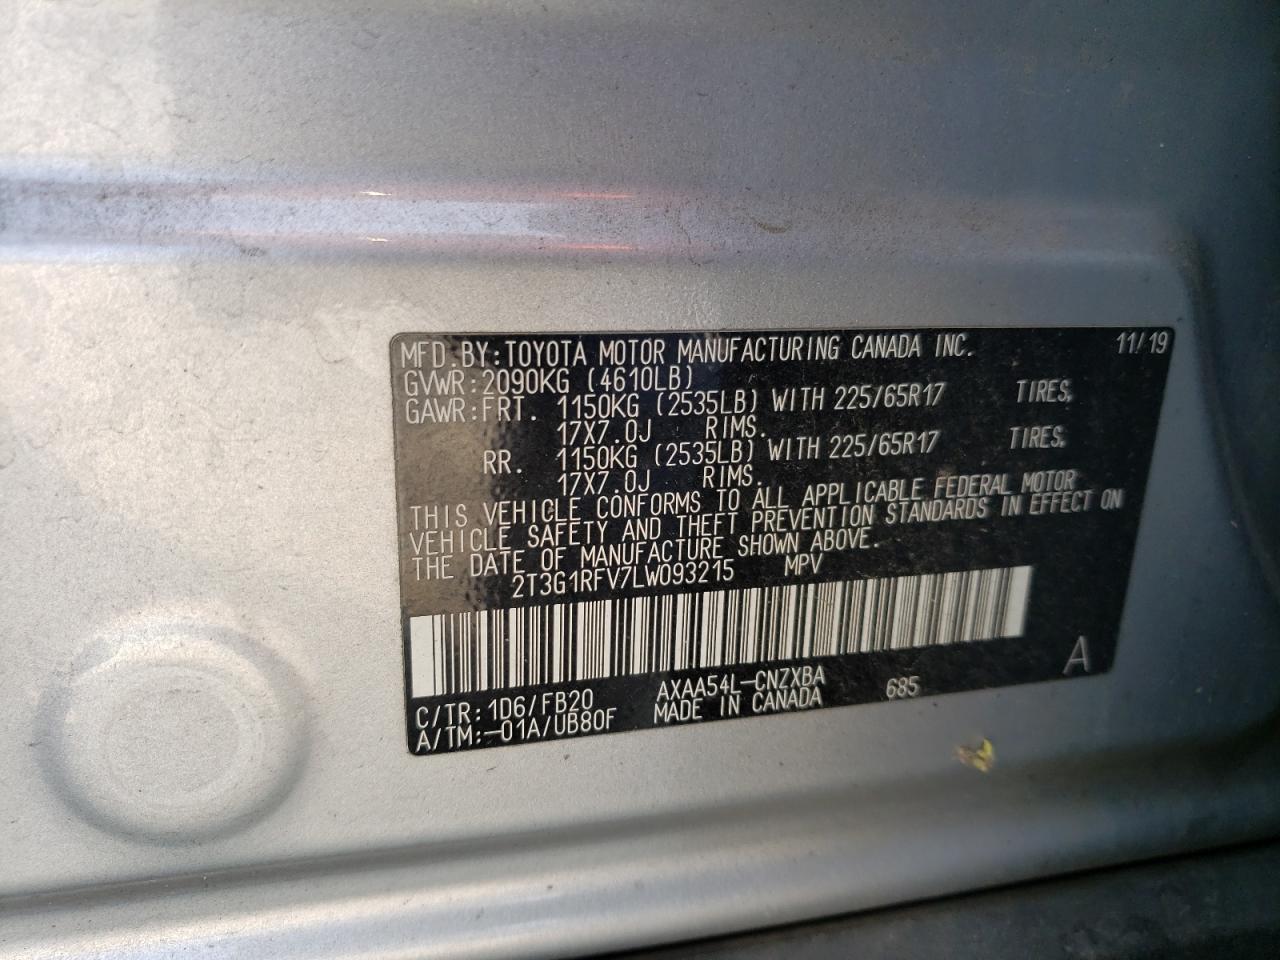 MFD.BY:TOYOTA MOTOR MANUFACTURING CANADA INC. 11/19
GVWR:2090KG (4610LB)
GAWR:FRT. 1150KG (2535LB) WITH 225/65R17 TIRES,
17X7.0J RIMS.
RR. 1150KG (2535LB) WITH 225/65R17 TIRES,
17X7.0J RIMS.
THIS VEHICLE CONFORMS TO ALL APPLICABLE FEDERAL MOTOR
VEHICLE SAFETY AND THEFT PREVENTION STANDARDS IN EFFECT ON
THE DATE OF MANUFACTURE SHOWN ABOVE.
2T3G1RFV7LW093215 MPV
A
C/TR:1D6/FB20 AXAA54L-CNZXBA 685
A/TM:-01A/UB80F MADE IN CANADA